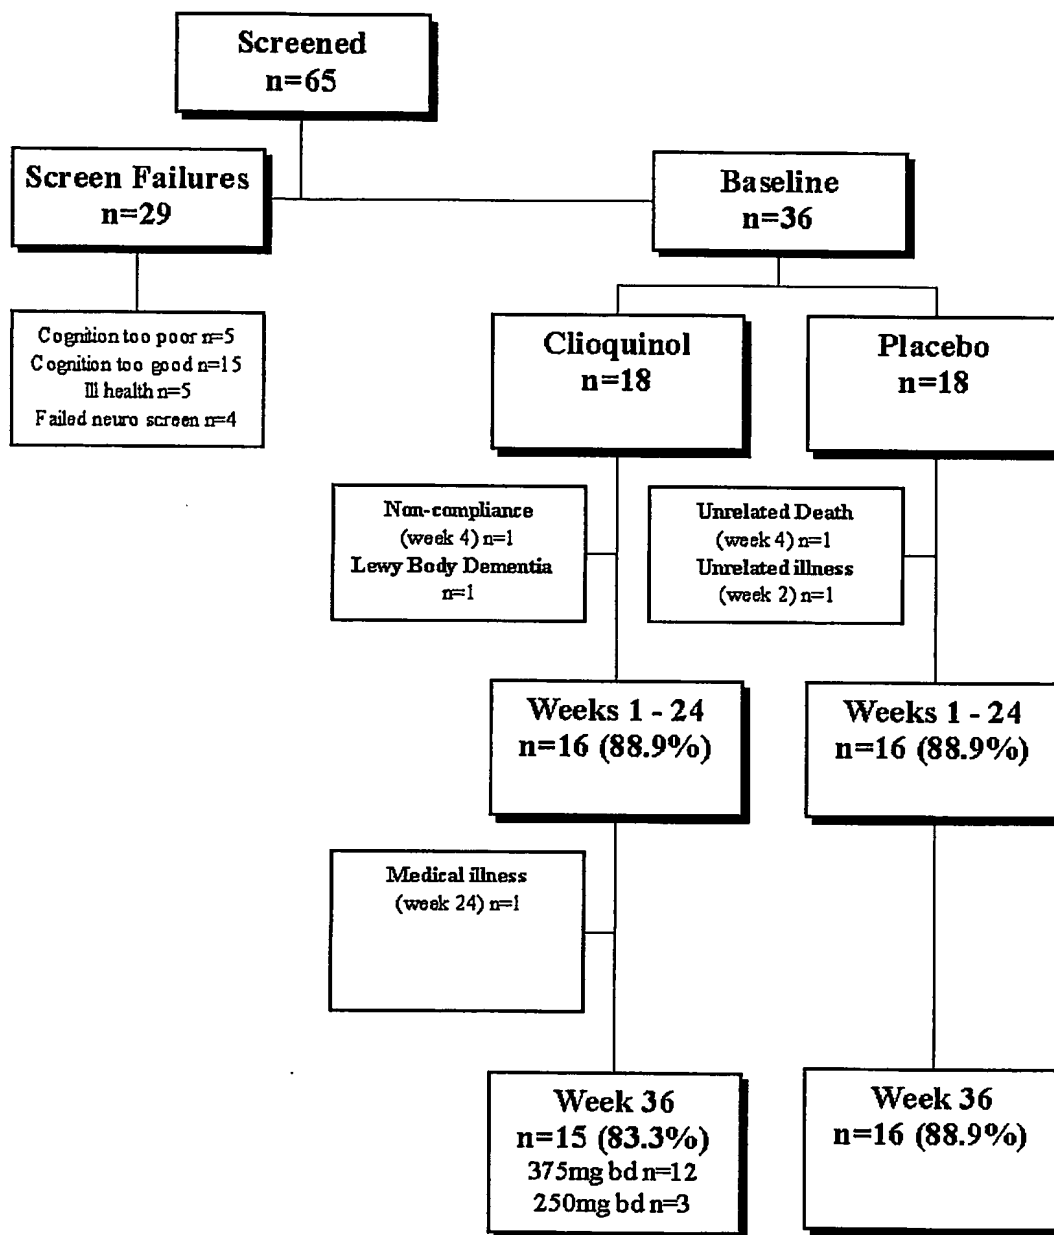 Screened
n=65
Screen Failures
n=29
Baseline
n=36
Cognition too poor n=5
Cognition too good n=15
Ill health n=5
Failed neuro screen n=4
Clioquinol
n=18
Placebo
n=18
Non-compliance
(week 4) n=1
Lewy Body Dementia
n=1
Unrelated Death
(week 4) n=1
Unrelated illness
(week 2) n=1
Weeks 1 - 24
n=16 (88.9%)
Weeks 1 - 24
n=16 (88.9%)
Medical illness
(week 24) n=1
Week 36
n=15 (83.3%)
375mg bd n=12
250mg bd n=3
Week 36
n=16 (88.9%)